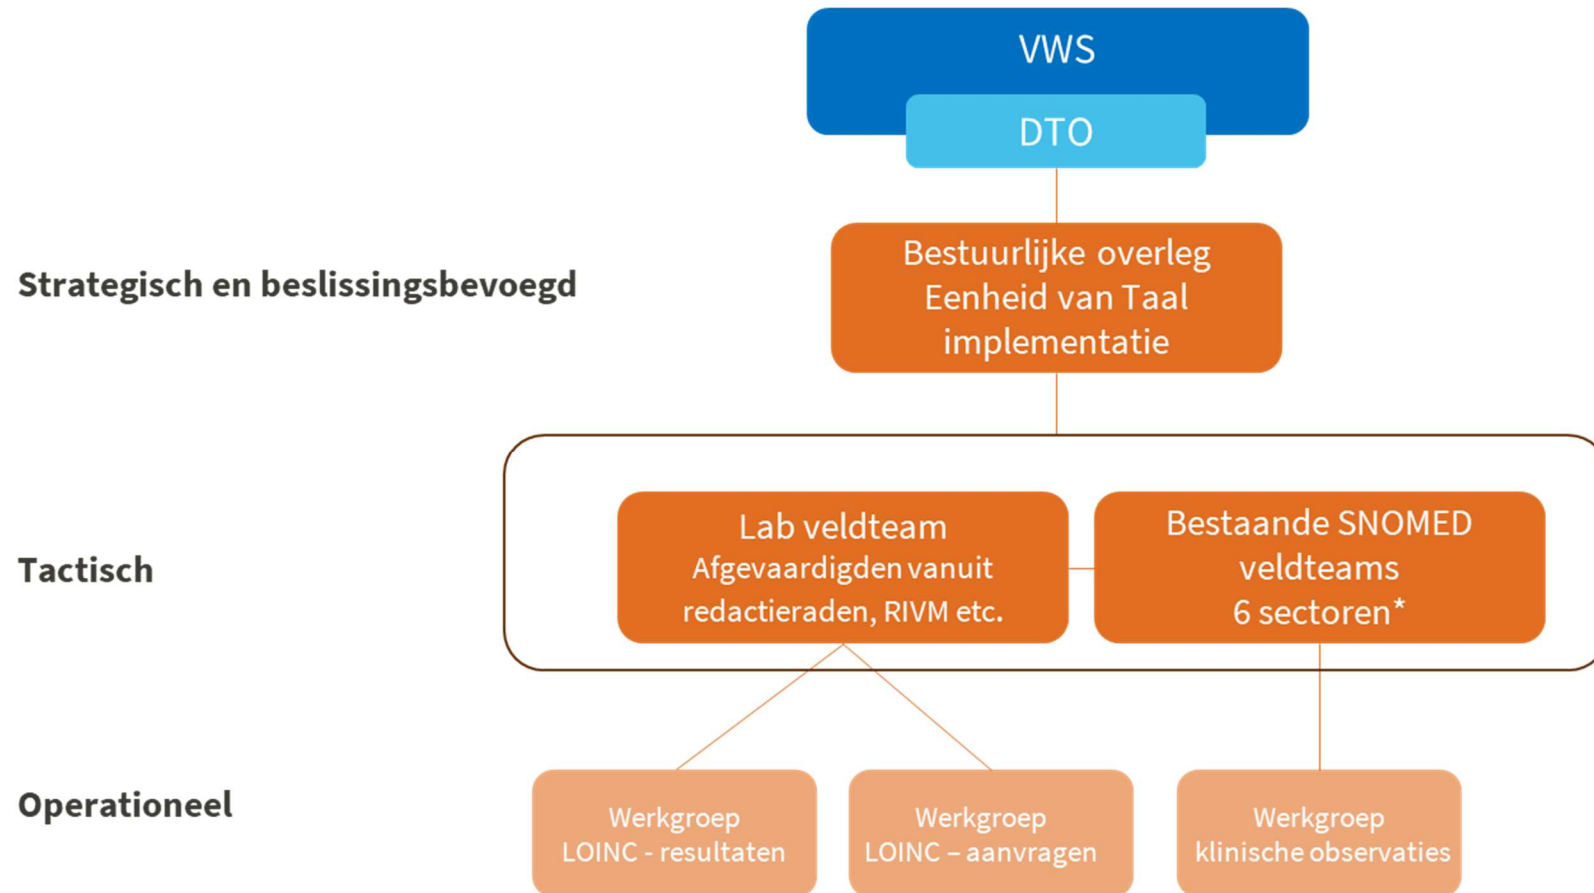 VWS
DTO
Strategisch en beslissingsbevoegd
Bestuurlijke overleg
Eenheid van Taal
implementatie
Tactisch
Lab veldteam
Afgevaardigden vanuit
redactieraden, RIVM etc.
Bestaande SNOMED
veldteams
6 sectoren*
Operationeel
Werkgroep
LOINC - resultaten
Werkgroep
LOINC – aanvragen
Werkgroep
klinische observaties